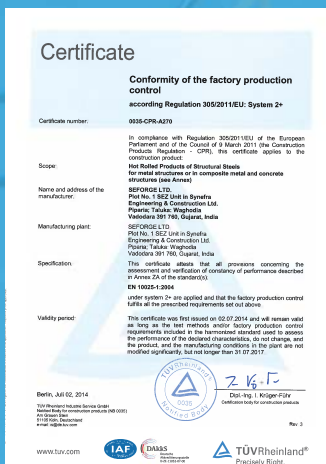 Certificate
Conformity of the factory production
control
according Regulation 305/2011/EU: System 2+
Certificate number:
0035-CPR-A270
In compliance with Regulation 305/2011/EU of the European
Parliament and of the Council of 9 March 2011 (the Construction
Products Regulation - CPR), this certificate applies to the
construction product:
Scope:
Hot Rolled Products of Structural Steels
for metal structures or in composite metal and concrete
structures (see Annex)
Name and address of the
manufacturer:
SEFORGE LTD.
Plot No. 1 SEZ Unit in Synefra
Engineering & Construction Ltd.
Piparia; Taluka: Waghodia
Vadodara 391 760, Gujarat, India
Manufacturing plant:
SEFORGE LTD.
Plot No. 1 SEZ Unit in Synefra
Engineering & Construction Ltd.
Piparia; Taluka: Waghodia
Vadodara 391 760, Gujarat, India
Specification:
This certificate attests that all provisions concerning the
assessment and verification of constancy of performance described
in Annex ZA of the standard(s):
EN 10025-1:2004
under system 2+ are applied and that the factory production control
fulfills all the prescribed requirements set out above
Validity period:
This certificate was first issued on 02.07.2014 and will remain valid
as long as the test methods and/or factory production control
requirements included in the harmonized standard used to assess
the performance of the declared characteristics, do not change, and
the product, and the manufacturing conditions in the plant are not
modified significantly, but not longer than 31.07.2017.
TÜVRheinland
0035
Notified Body
Berlin, Juli 02, 2014
Dipl.-Ing. I. Krüger-Führ
Certification body for construction products
TÜV Rheinland Industrie Service GmbH
Notified Body for construction products (NB 0035)
Am Grauen Stein
51105 Köln, Deutschland
Rev 3
www.tuv.com
IAF
DAkkS
Deutsche
Akkreditierungsstelle
TÜVRheinland®
Precisely Right.